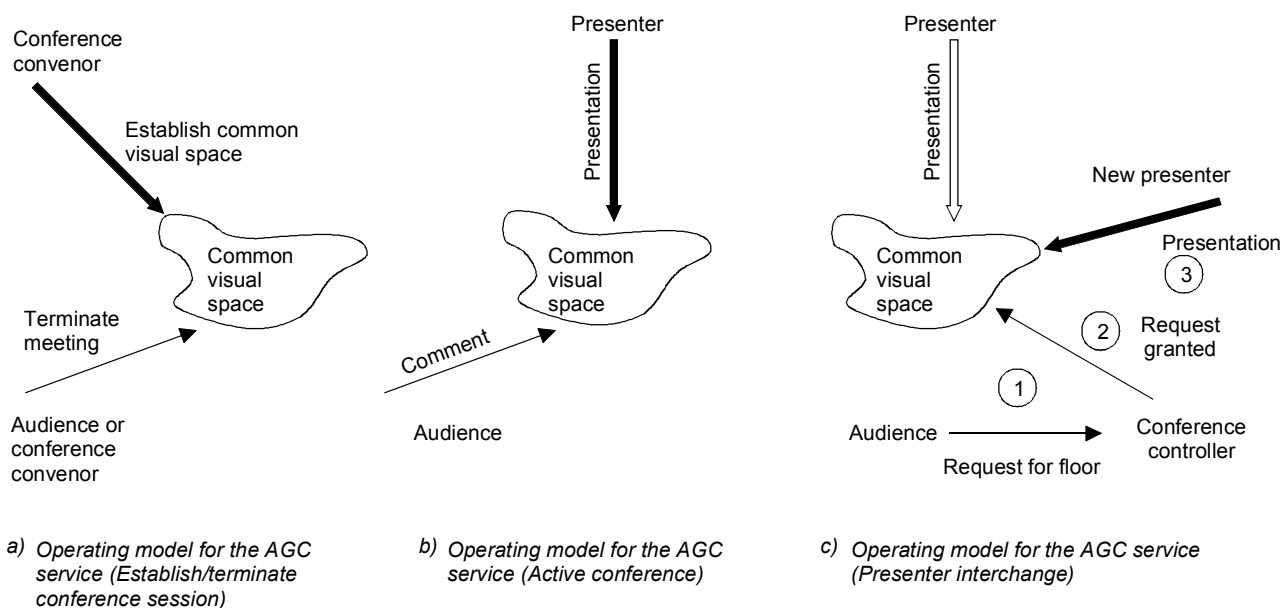 Conference
convenor
Establish common
visual space
Common
visual
space
Terminate
meeting
Audience or
conference
convenor
a) Operating model for the AGC
service (Establish/terminate
conference session)
Presenter
Presentation
Common
visual
space
Comment
Audience
b) Operating model for the AGC
service (Active conference)
Presenter
Presentation
New presenter
Presentation
3
Common
visual
space
2
Request
granted
1
Audience
Request for floor
Conference
controller
c) Operating model for the AGC service
(Presenter interchange)